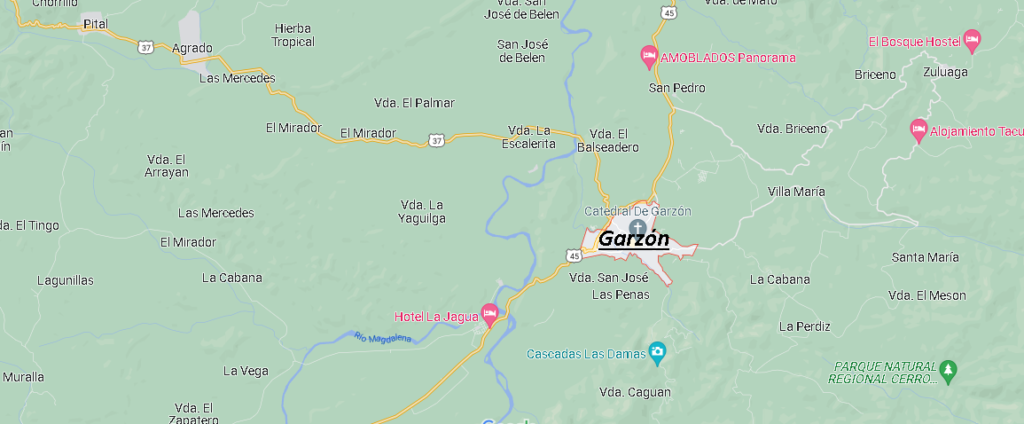 Chorrillo
Vda. San
José de Belen
Vda. de Mato
Pital
45
Hierba
Tropical
37
Agrado
San José
de Belén
El Bosque Hostel
AMOBLADOS Panorama
Las Mercedes
Briceno
Zuluaga
San Pedro
Vda. El Palmar
El Mirador
El Mirador
37
Vda. La
Escalerita
Vda. El
Balseadero
Vda. Briceno
Alojamiento Tacu
Vda. El
Arrayan
Villa María
Vda. La
Yaguilga
Las Mercedes
Catedral De Garzón
da. El Tingo
El Mirador
Garzón
45
Santa María
Lagunillas
La Cabana
Vda. San José
La Cabana
Las Penas
Vda. El Meson
Hotel La Jagua
La Perdiz
Río Magdalena
Cascadas Las Damas
La Vega
Muralla
PARQUE NATURAL
REGIONAL CERRO...
Vda. Caguan
Vda. El
Zapatero